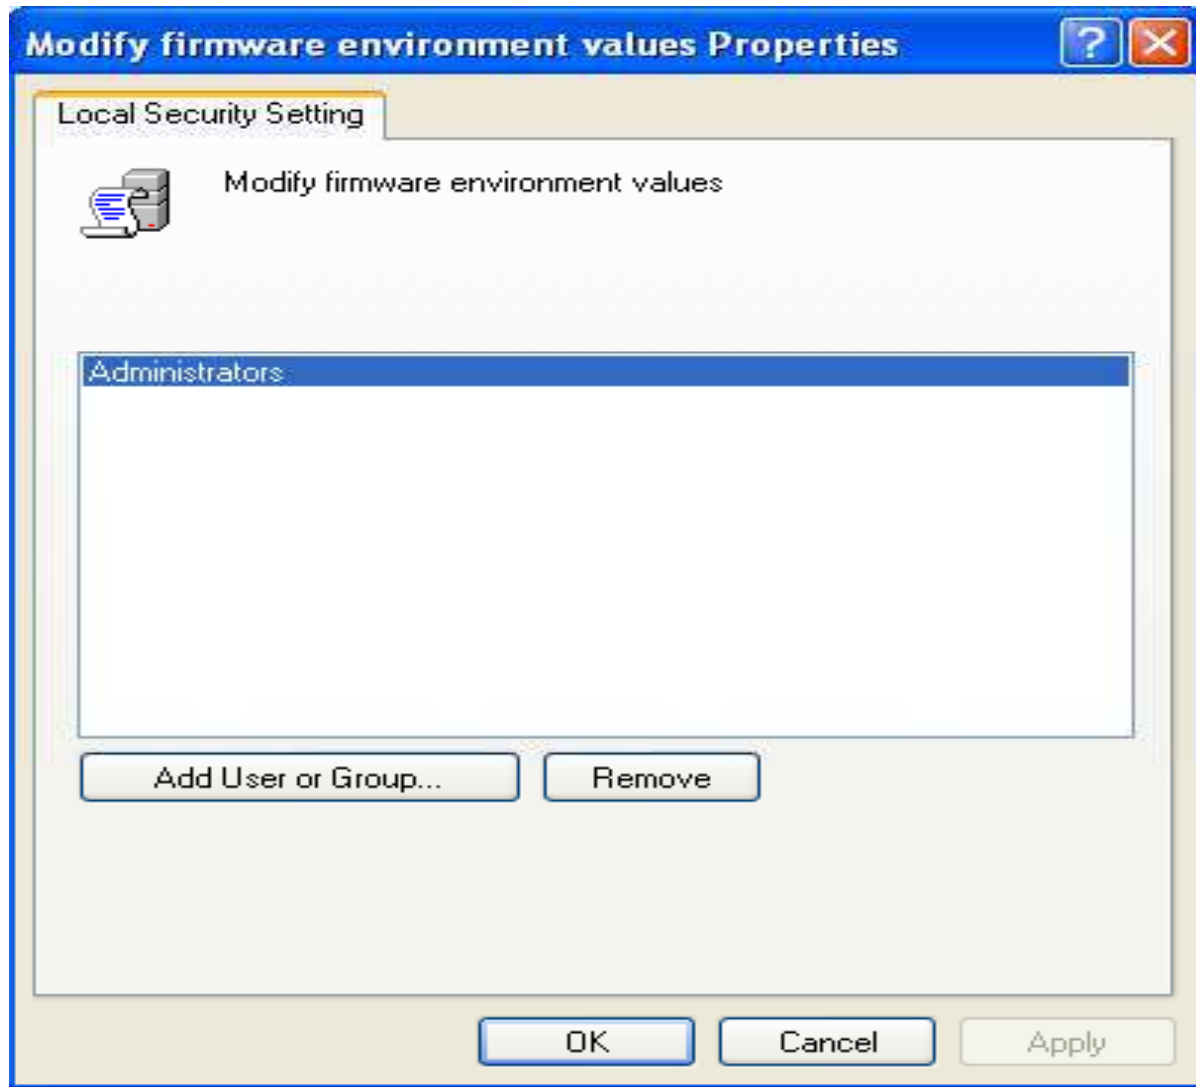 Modify firmware environment values Properties
?
Local Security Setting
Modify firmware environment values
Administrators
Add User or Group...
Remove
OK
Cancel
Apply